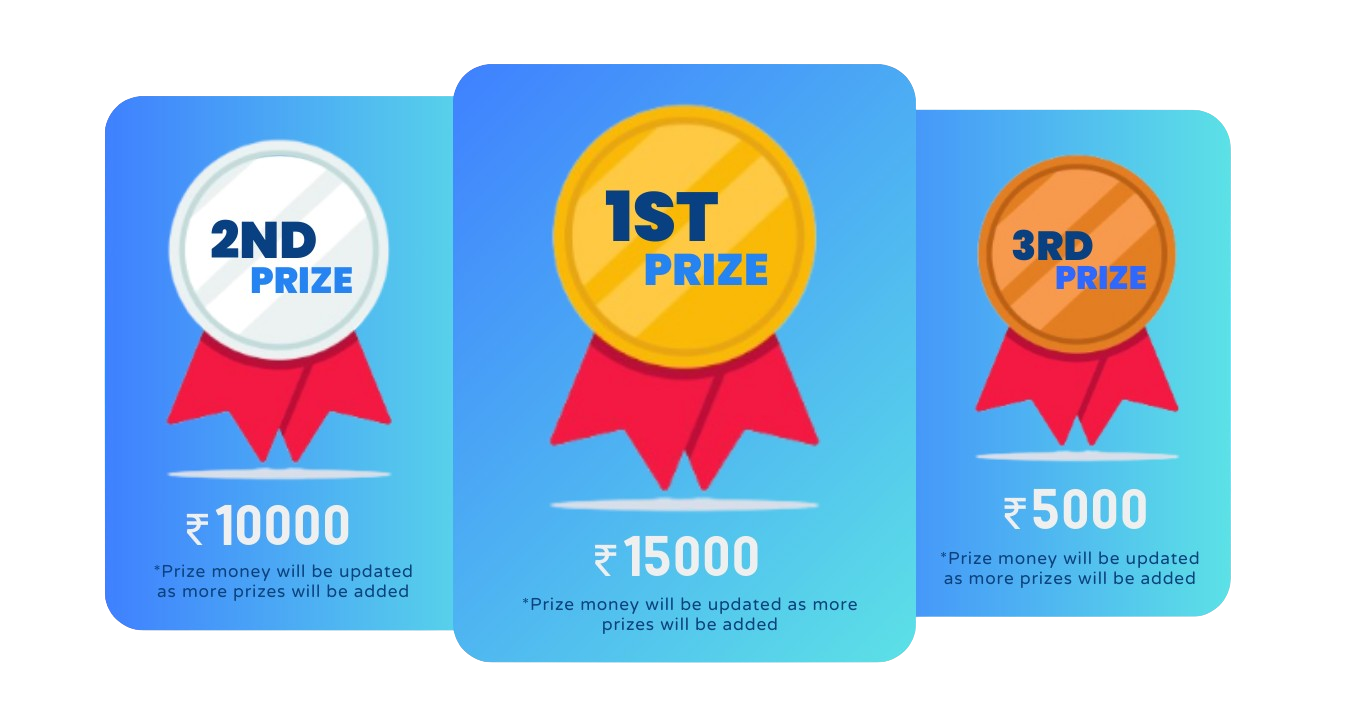 2ND
PRIZE
₹10000
*Prize money will be updated
as more prizes will be added
1ST
PRIZE
₹15000
*Prize money will be updated as more
prizes will be added
3RD
PRIZE
₹5000
*Prize money will be updated
as more prizes will be added